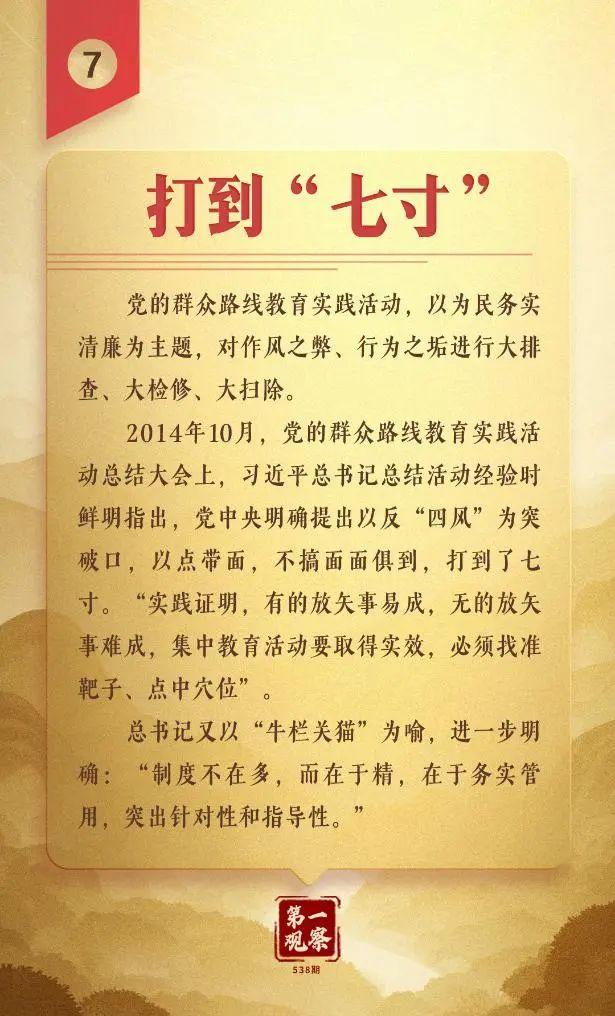 7
打到“七寸”
党的群众路线教育实践活动，以为民务实
清廉为主题，对作风之弊、行为之垢进行大排
查、大检修、大扫除。
2014年10月，党的群众路线教育实践活
动总结大会上，习近平总书记总结活动经验时
鲜明指出，党中央明确提出以反“四风”为突
破口，以点带面，不搞面面俱到，打到了七
寸。“实践证明，有的放矢事易成，无的放矢
事难成，集中教育活动要取得实效，必须找准
靶子、点中穴位”。
总书记又以“牛栏关猫”为喻，进一步明
确：“制度不在多，而在于精，在于务实管
用，突出针对性和指导性。”
第一
观察
538期